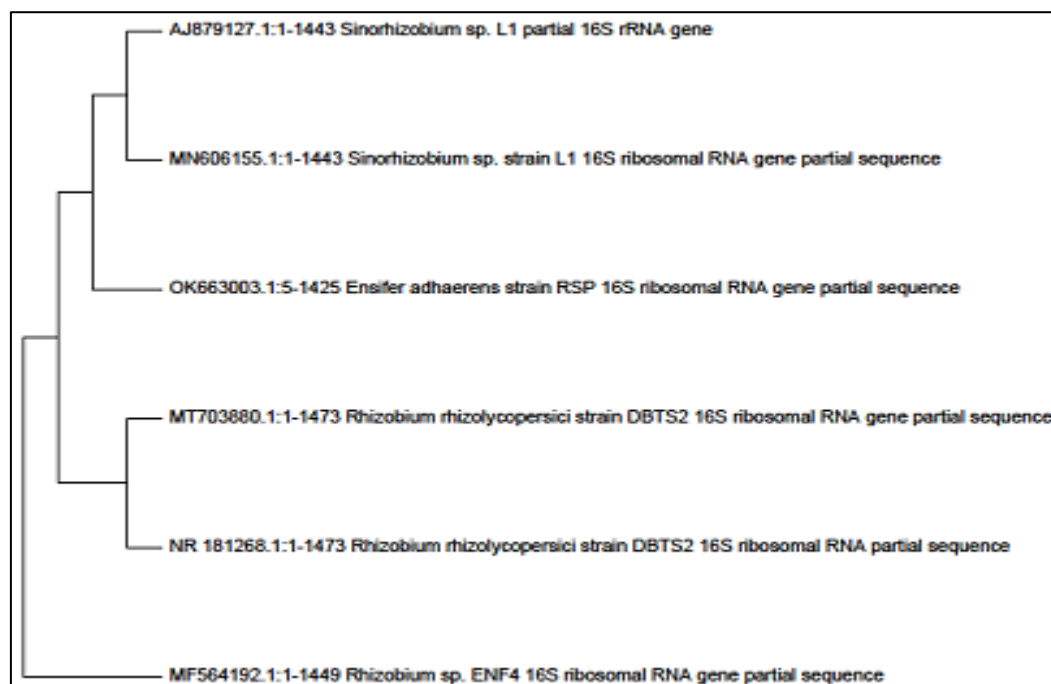 AJ879127.1:1-1443 Sinorhizobium sp. L1 partial 16S rRNA gene
MN606155.1:1-1443 Sinorhizobium sp. strain L1 16S ribosomal RNA gene partial sequence
OK663003.1:5-1425 Ensifer adhaerens strain RSP 16S ribosomal RNA gene partial sequence
MT703880.1:1-1473 Rhizobium rhizolycopersici strain DBTS2 16S ribosomal RNA gene partial sequence
NR 181268.1:1-1473 Rhizobium rhizolycopersici strain DBTS2 16S ribosomal RNA partial sequence
MF564192.1:1-1449 Rhizobium sp. ENF4 16S ribosomal RNA gene partial sequence